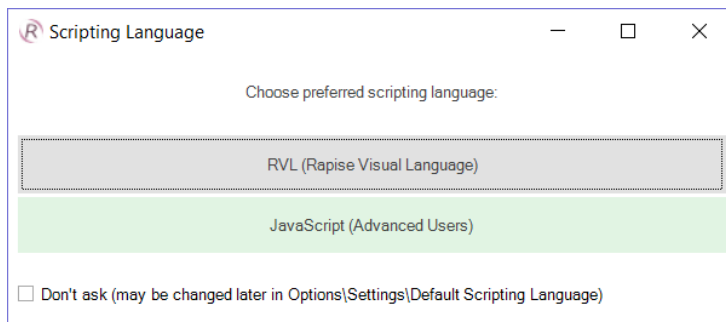 R Scripting Language
Choose preferred scripting language:
RVL (Rapise Visual Language)
JavaScript (Advanced Users)
Don't ask (may be changed later in Options\Settings\Default Scripting Language)